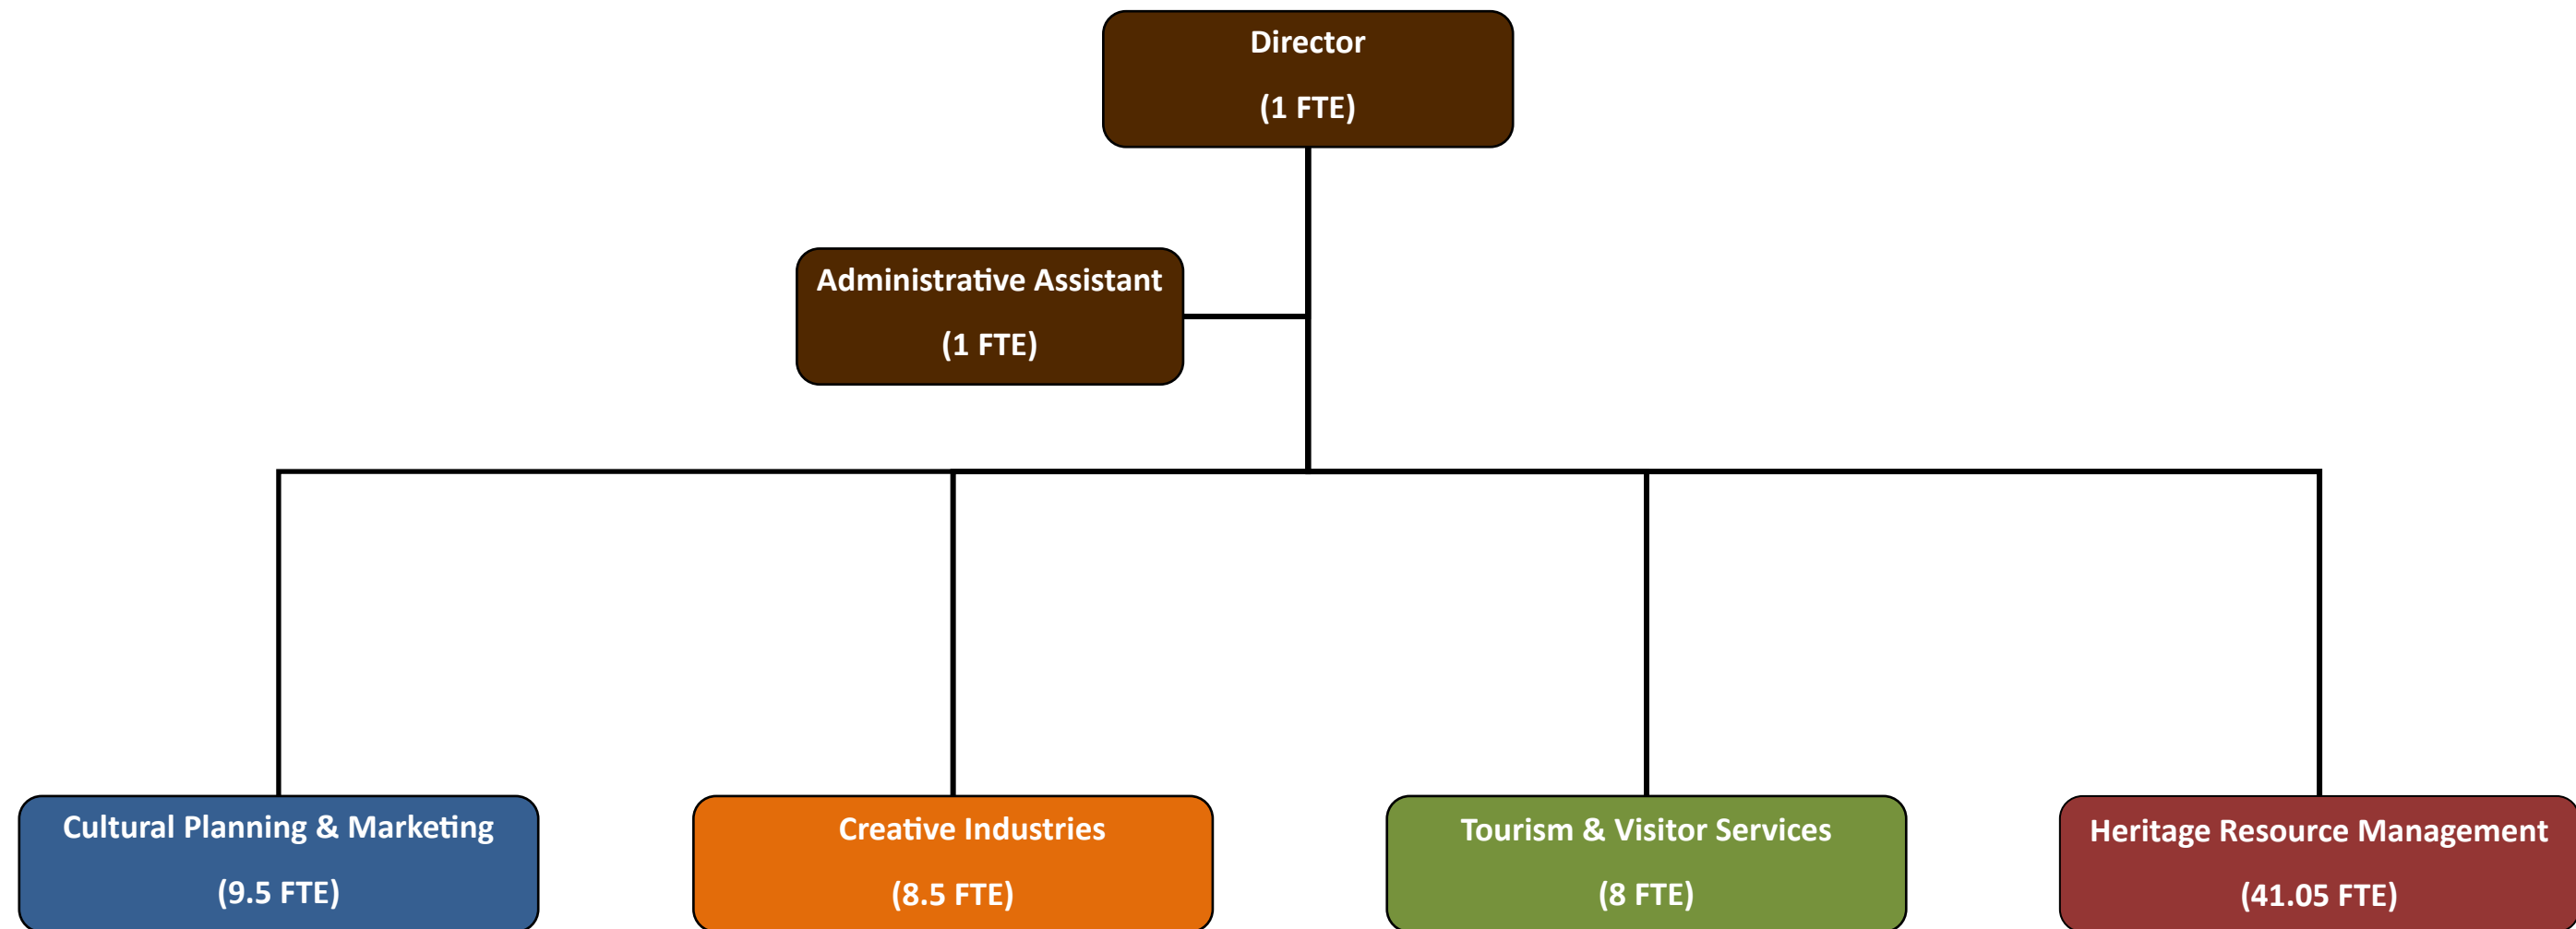 Director
(1 FTE)
Administrative Assistant
(1 FTE)
Cultural Planning & Marketing
(9.5 FTE)
Creative Industries
(8.5 FTE)
Tourism & Visitor Services
(8 FTE)
Heritage Resource Management
(41.05 FTE)